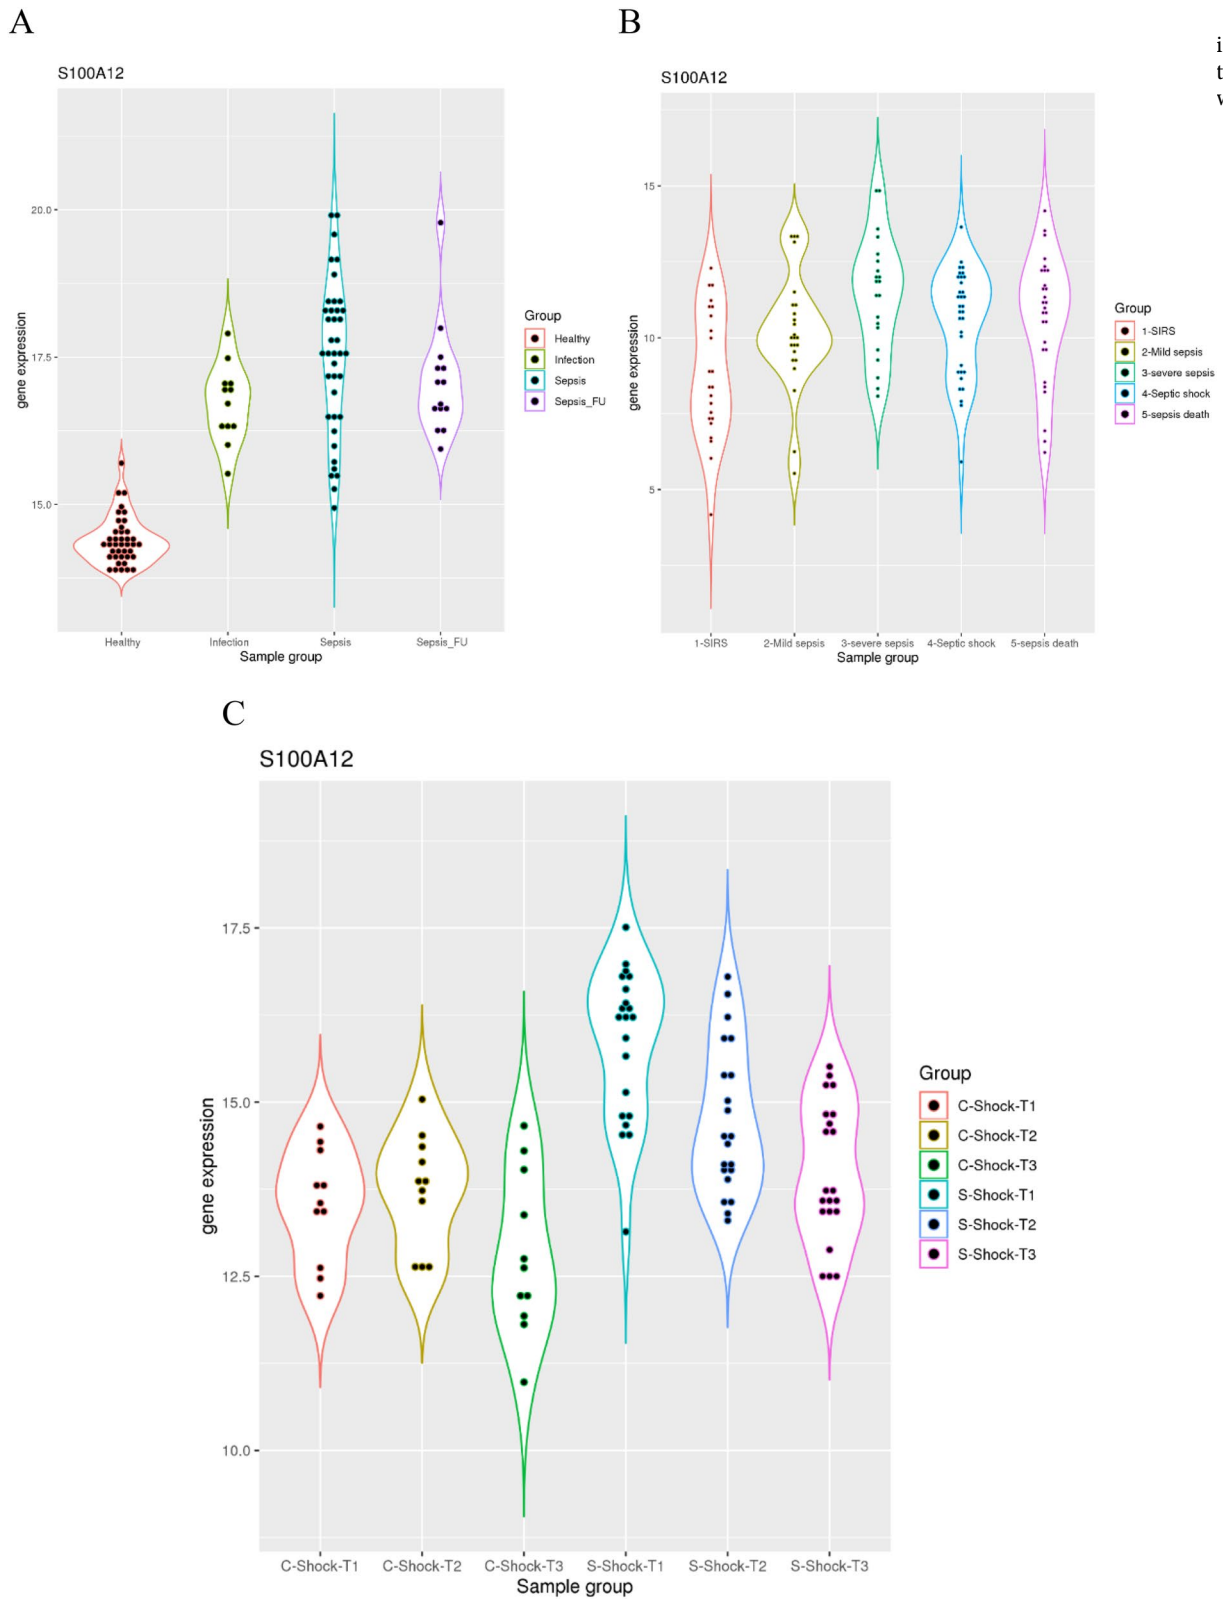 A
S100A12
gene expression
20.0
17.5
15.0
Healthy
Infection
Sepsis
Sepsis_FU
Sample group
Group
Healthy
Infection
Sepsis
Sepsis_FU
B
S100A12
gene expression
15
10
5
1-SIRS
2-Mild sepsis
3-severe sepsis
4-Septic shock
5-sepsis death
Sample group
Group
1-SIRS
2-Mild sepsis
3-severe sepsis
4-Septic shock
5-sepsis death
i
t
C
S100A12
gene expression
17.5
15.0
12.5
10.0
C-Shock-T1
C-Shock-T2
C-Shock-T3
S-Shock-T1
S-Shock-T2
S-Shock-T3
Sample group
Group
C-Shock-T1
C-Shock-T2
C-Shock-T3
S-Shock-T1
S-Shock-T2
S-Shock-T3